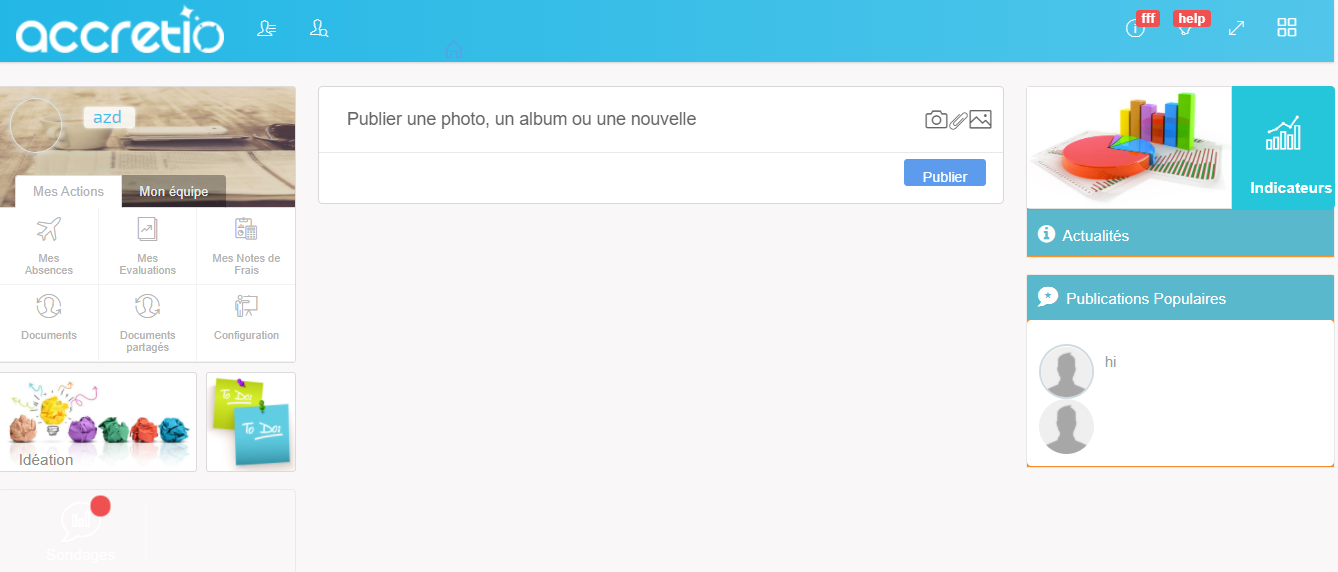 accretio
fff
help
azd
Mes Actions
Mon équipe
Mes
Absences
Mes
Evaluations
Mes Notes de
Frais
Documents
Documents
partagés
Configuration
Idéation
To Do:
To Do:
Sondages
Publier une photo, un album ou une nouvelle
Publier
Indicateurs
Actualités
Publications Populaires
hi